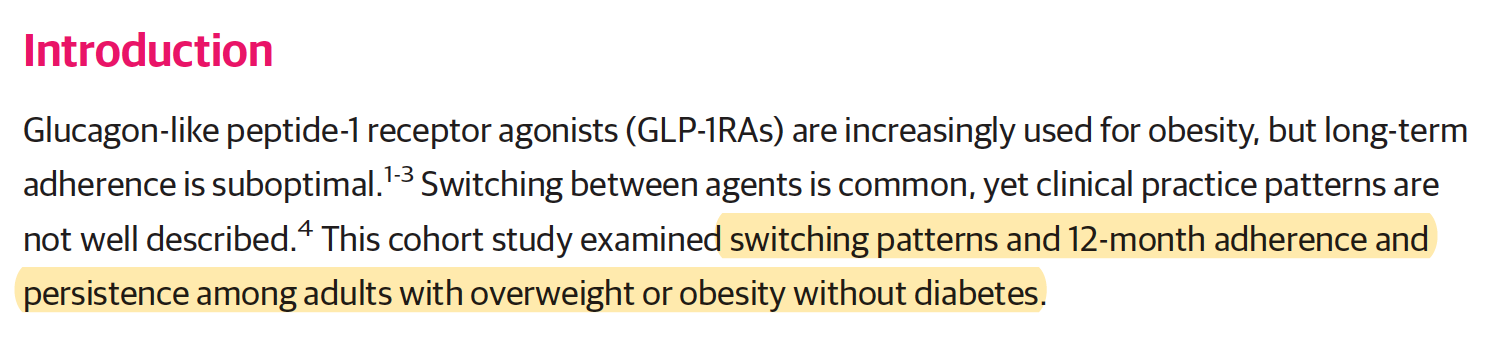 Introduction
Glucagon-like peptide-1 receptor agonists (GLP-1RAs) are increasingly used for obesity, but long-term
adherence is suboptimal.1-3 Switching between agents is common, yet clinical practice patterns are
not well described.4 This cohort study examined switching patterns and 12-month adherence and
persistence among adults with overweight or obesity without diabetes.